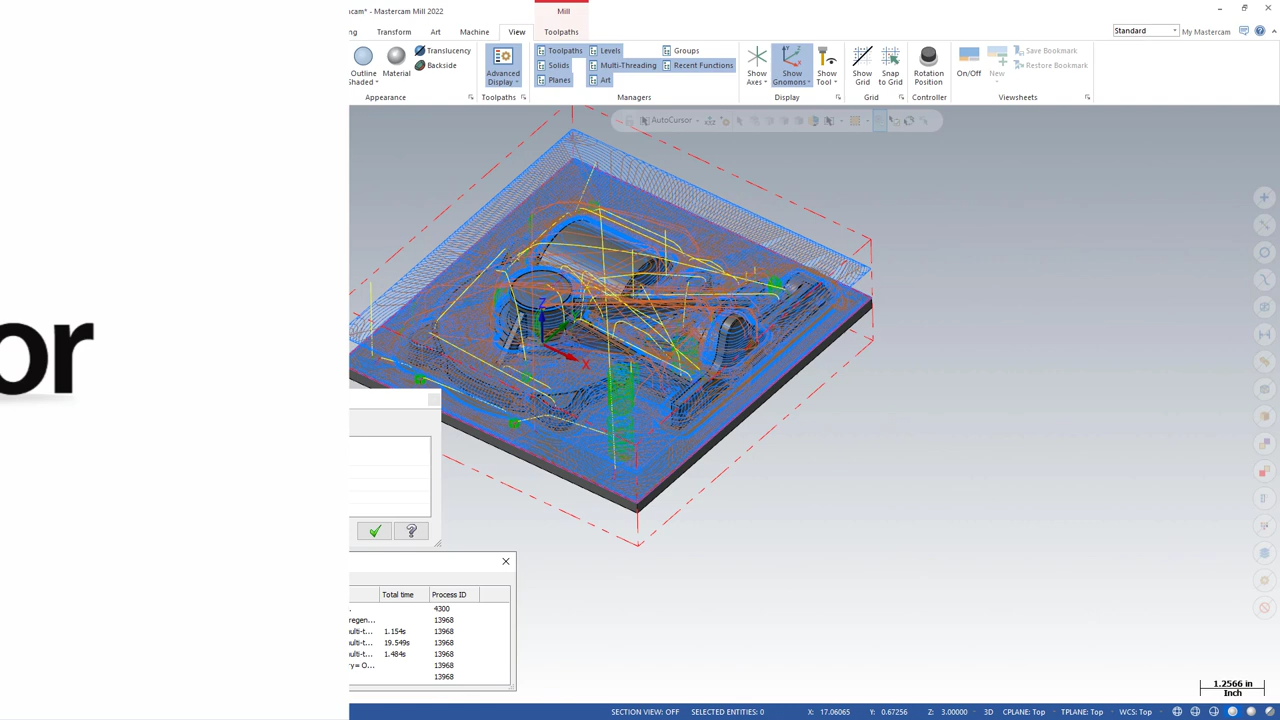 cam* - Mastercam Mill 2022
Mill
ng Transform Art Machine View Toolpaths
Standard
My Mastercam
Outline Shaded
Material
Translucency
Backside
Advanced Display
Toolpaths
Solids
Planes
Levels
Multi-Threading
Art
Groups
Recent Functions
Show Axes
Show Gnomons
Show Tool
Show Grid
Snap to Grid
Rotation Position
On/Off
New
Save Bookmark
Restore Bookmark
Appearance Toolpaths Managers Display Grid Controller Viewsheets
AutoCursor
or
Z
X
Total time Process ID
. 4300
regen... 13968
multi-t... 1.154s 13968
multi-t... 19.549s 13968
multi-t... 1.484s 13968
ry= O... 13968
13968
1.2566 in
Inch
SECTION VIEW: OFF SELECTED ENTITIES: 0 X: 17.06065 Y: 0.67256 Z: 3.00000 3D CPLANE: Top TPLANE: Top WCS: Top